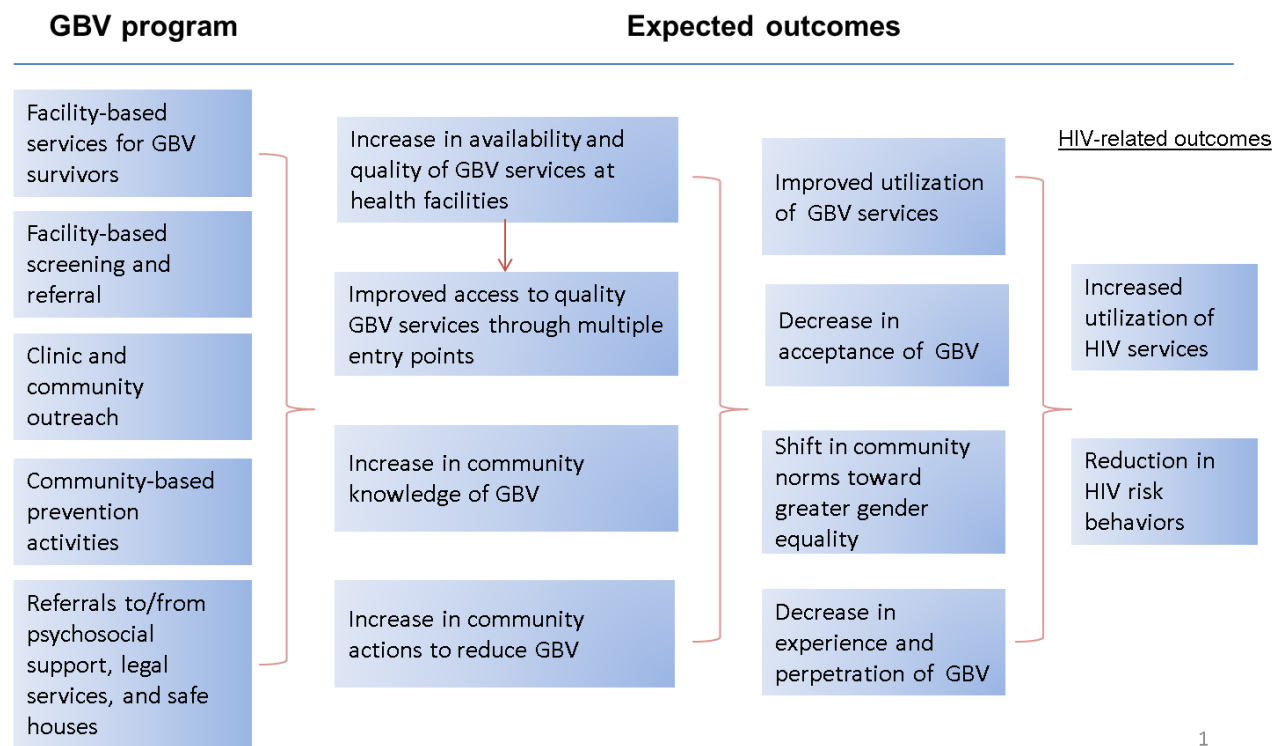 GBV program
Expected outcomes
Facility-based
services for GBV
survivors
Facility-based
screening and
referral
Clinic and
community
outreach
Community-based
prevention
activities
Referrals to/from
psychosocial
support, legal
services, and safe
houses
Increase in availability and
quality of GBV services at
health facilities
Improved access to quality
GBV services through multiple
entry points
Increase in community
knowledge of GBV
Increase in community
actions to reduce GBV
Improved utilization
of GBV services
Decrease in
acceptance of GBV
Shift in community
norms toward
greater gender
equality
Decrease in
experience and
perpetration of GBV
HIV-related outcomes
Increased
utilization of
HIV services
Reduction in
HIV risk
behaviors
1